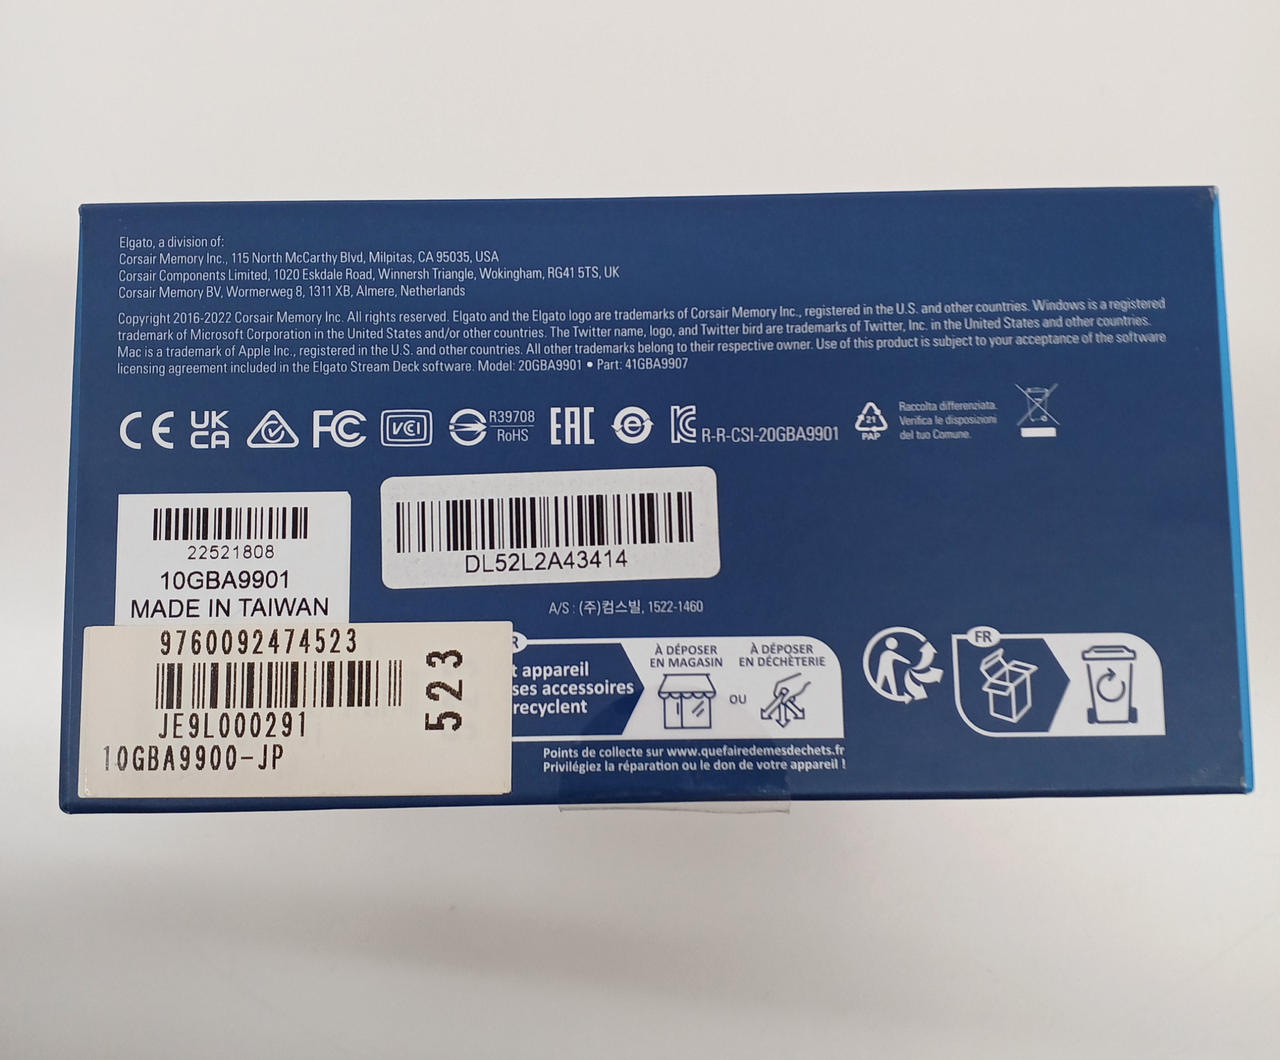 Elgato, a division of:
Corsair Memory Inc., 115 North McCarthy Blvd, Milpitas, CA 95035, USA
Corsair Components Limited, 1020 Eskdale Road, Winnersh Triangle, Wokingham, RG41 5TS, UK
Corsair Memory BV, Wormerweg 8, 1311 XB, Almere, Netherlands
Copyright 2016-2022 Corsair Memory Inc. All rights reserved. Elgato and the Elgato logo are trademarks of Corsair Memory Inc., registered in the U.S. and other countries. Windows is a registered
trademark of Microsoft Corporation in the United States and/or other countries. The Twitter name, logo, and Twitter bird are trademarks of Twitter, Inc. in the United States and other countries.
Mac is a trademark of Apple Inc., registered in the U.S. and other countries. All other trademarks belong to their respective owner. Use of this product is subject to your acceptance of the software
licensing agreement included in the Elgato Stream Deck software. Model: 20GBA9901 • Part: 41GBA9907
CE
UK
CA
FC
VCI
R39708
RoHS
EAC
R-R-CSI-20GBA9901
21
PAP
Raccolta differenziata.
Verifica le disposizioni
del tuo Comune.
22521808
10GBA9901
MADE IN TAIWAN
DL52L2A43414
A/S : (주)컴스빌, 1522-1460
9760092474523
JE9L000291
10GBA9900-JP
523
R
t appareil
ses accessoires
recyclent
À DÉPOSER
EN MAGASIN
OU
À DÉPOSER
EN DÉCHÈTERIE
Points de collecte sur www.quefairedemesdechets.fr
Privilégiez la réparation ou le don de votre appareil !
FR